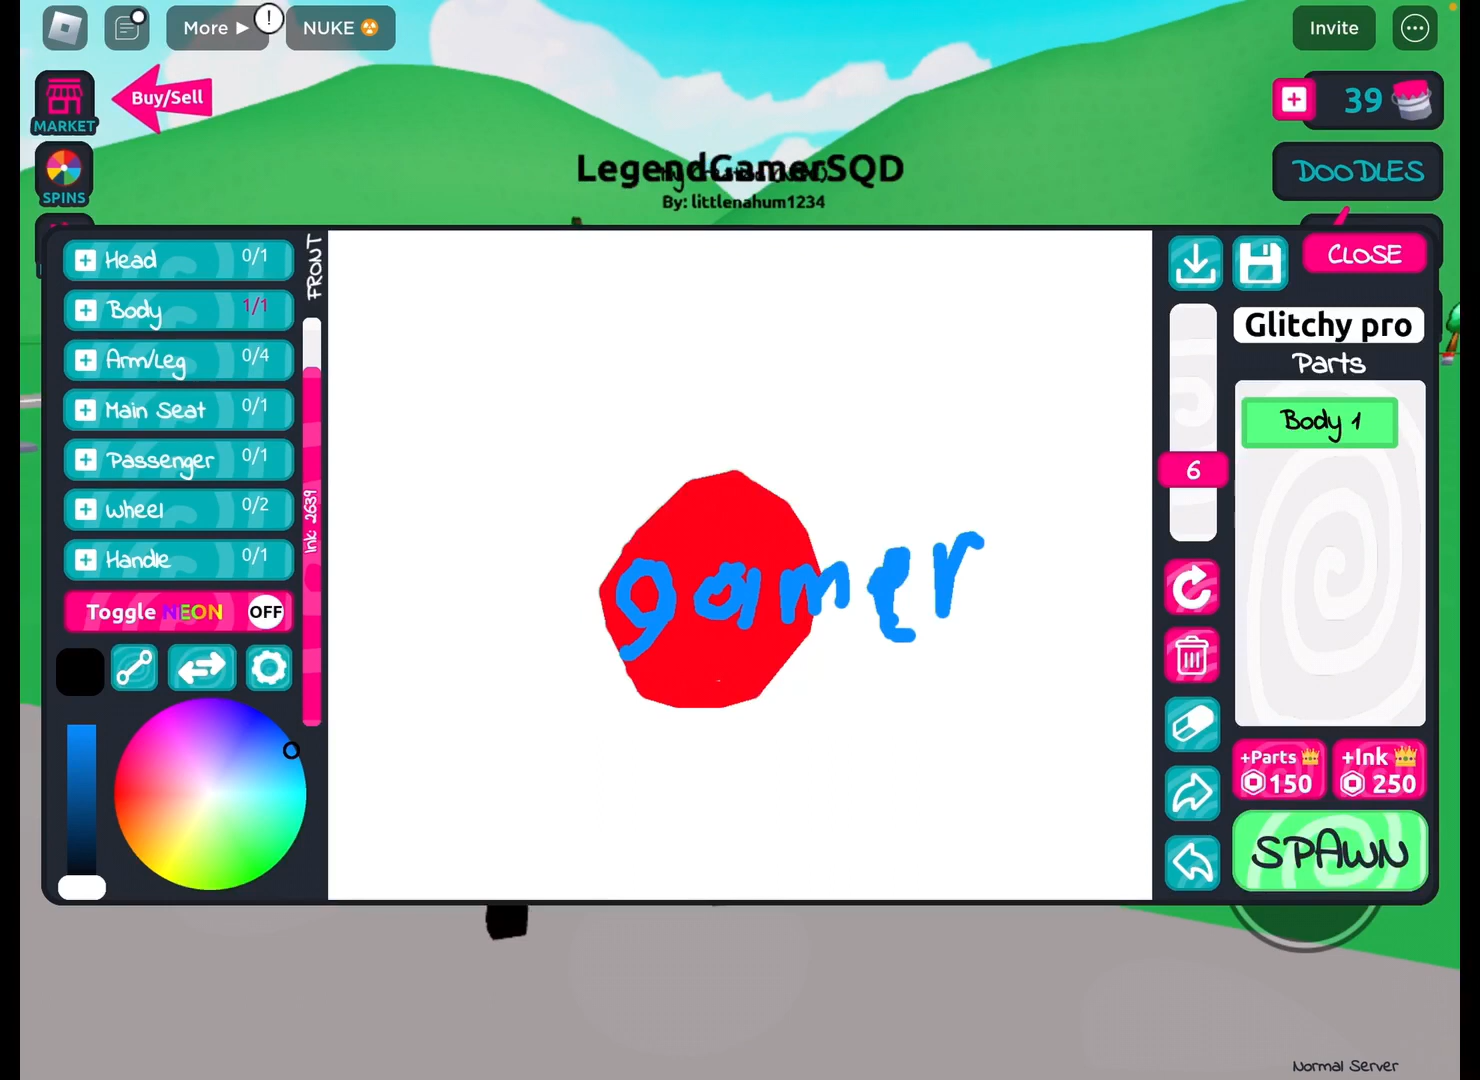 More ▶ ! NUKE ☢
Invite
MARKET
Buy/Sell
39
SPINS
DOODLES
LegendGamerSQD
By: littlenahum1234
Head 0/1
Body 1/1
Arm/Leg 0/4
Main Seat 0/1
Passenger 0/1
Wheel 0/2
Handle 0/1
Toggle NEON OFF
FRONT
Ink: 2639
gamer
CLOSE
Glitchy pro
Parts
Body 1
6
+Parts
150
+Ink
250
SPAWN
Normal Server